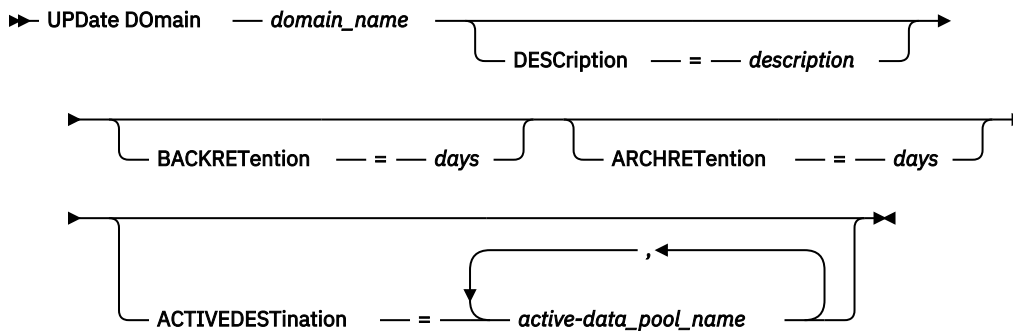 UPDate DOmain — domain_name
DESCription — = — description
BACKRETention — = — days ARCHRETention — = — days
,
ACTIVEDESTination — = — active-data_pool_name